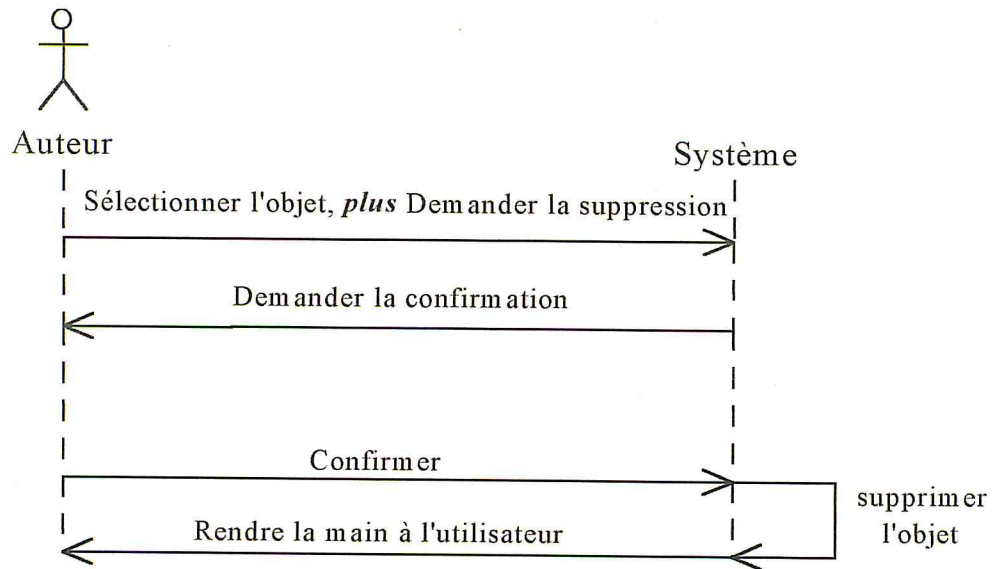 Auteur
Système
Sélectionner l'objet, plus Demander la suppression
Demander la confirmation
Confirmer
supprimer
l'objet
Rendre la main à l'utilisateur